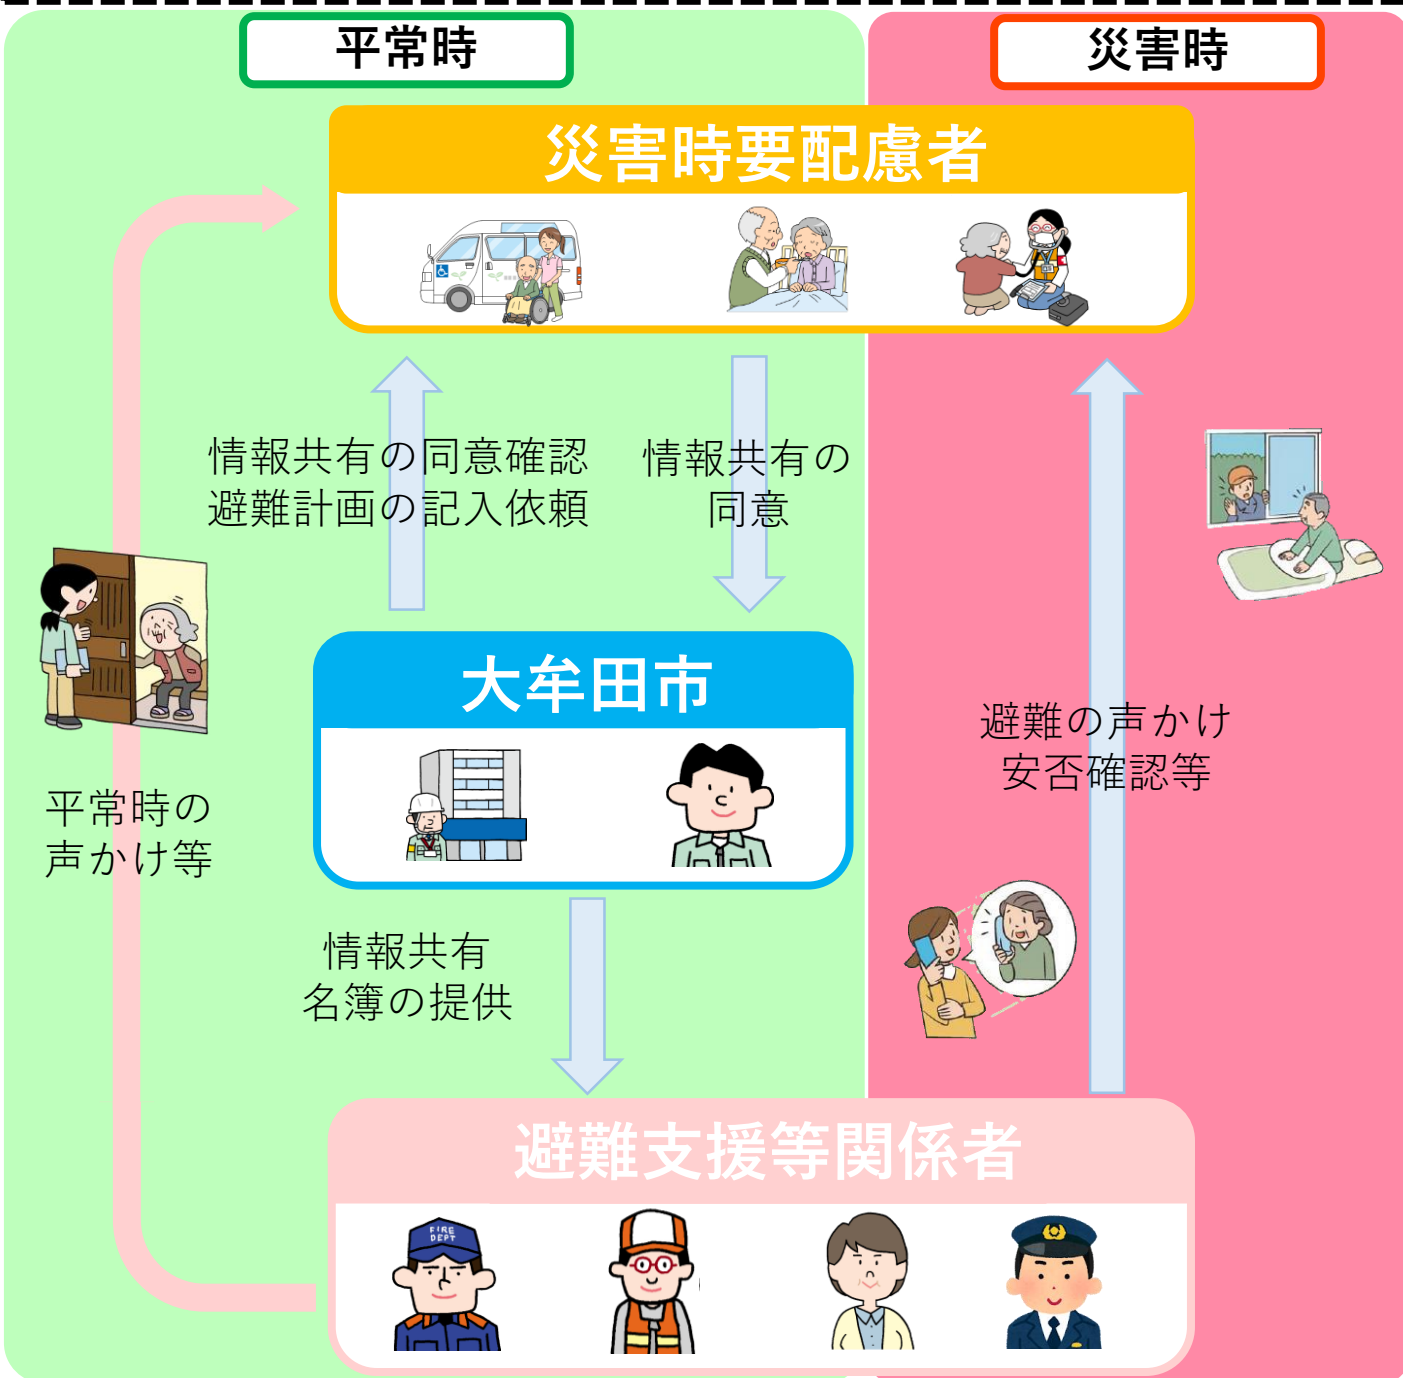 平常時
災害時
災害時要配慮者
情報共有の同意確認
避難計画の記入依頼
情報共有の
同意
大牟田市
平常時の
声かけ等
避難の声かけ
安否確認等
情報共有
名簿の提供
避難支援等関係者
FIRE
DEPT